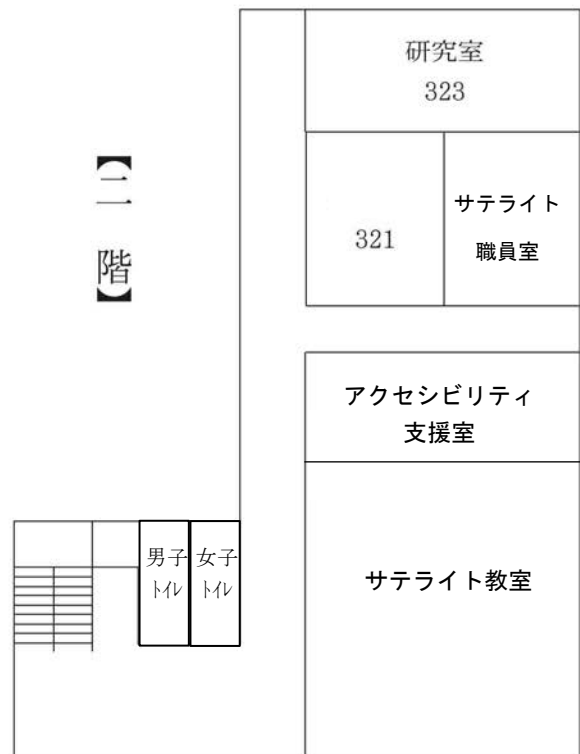 【二階】
研究室
323
321
サテライト
職員室
アクセシビリティ
支援室
男子
トイレ
女子
トイレ
サテライト教室